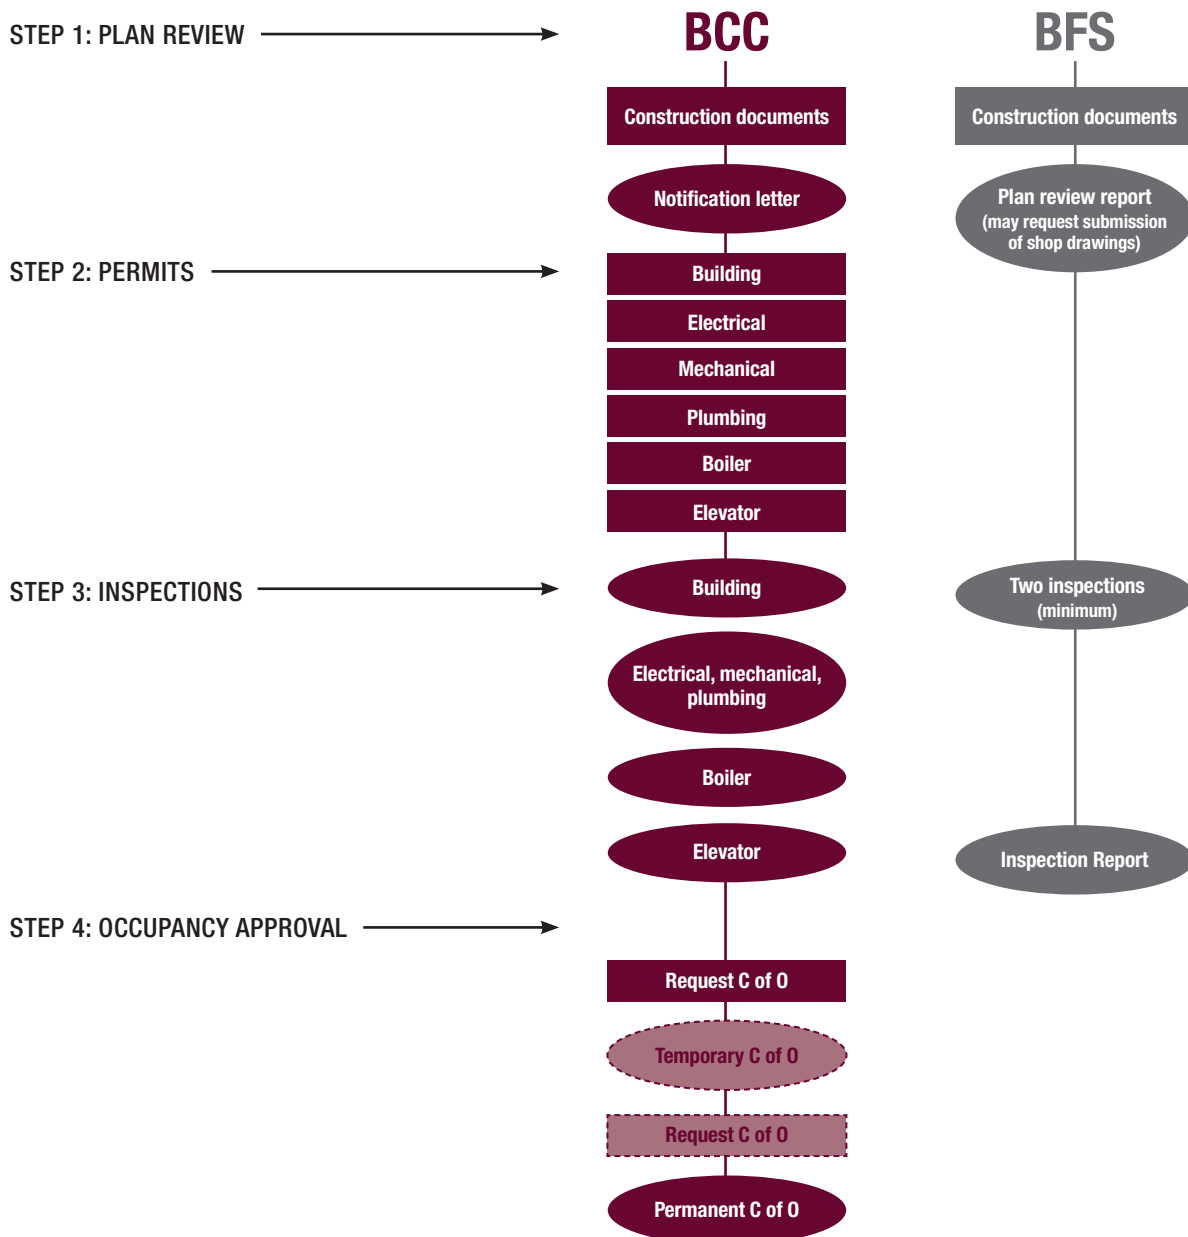 STEP 1: PLAN REVIEW
BCC
BFS
Construction documents
Construction documents
Notification letter
Plan review report
(may request submission
of shop drawings)
STEP 2: PERMITS
Building
Electrical
Mechanical
Plumbing
Boiler
Elevator
STEP 3: INSPECTIONS
Building
Two inspections
(minimum)
Electrical, mechanical,
plumbing
Boiler
Elevator
Inspection Report
STEP 4: OCCUPANCY APPROVAL
Request C of O
Temporary C of O
Request C of O
Permanent C of O